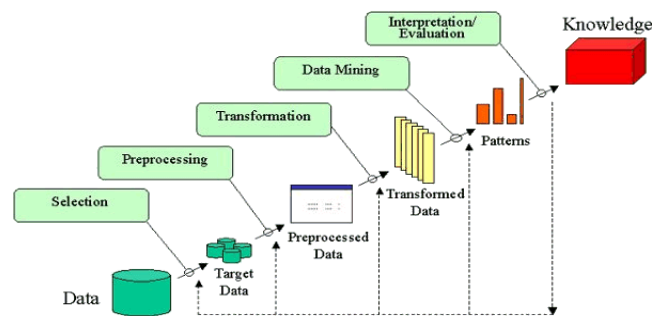 Interpretation/
Evaluation
Knowledge
Data Mining
Transformation
Patterns
Preprocessing
Transformed
Data
Selection
Preprocessed
Data
Target
Data
Data